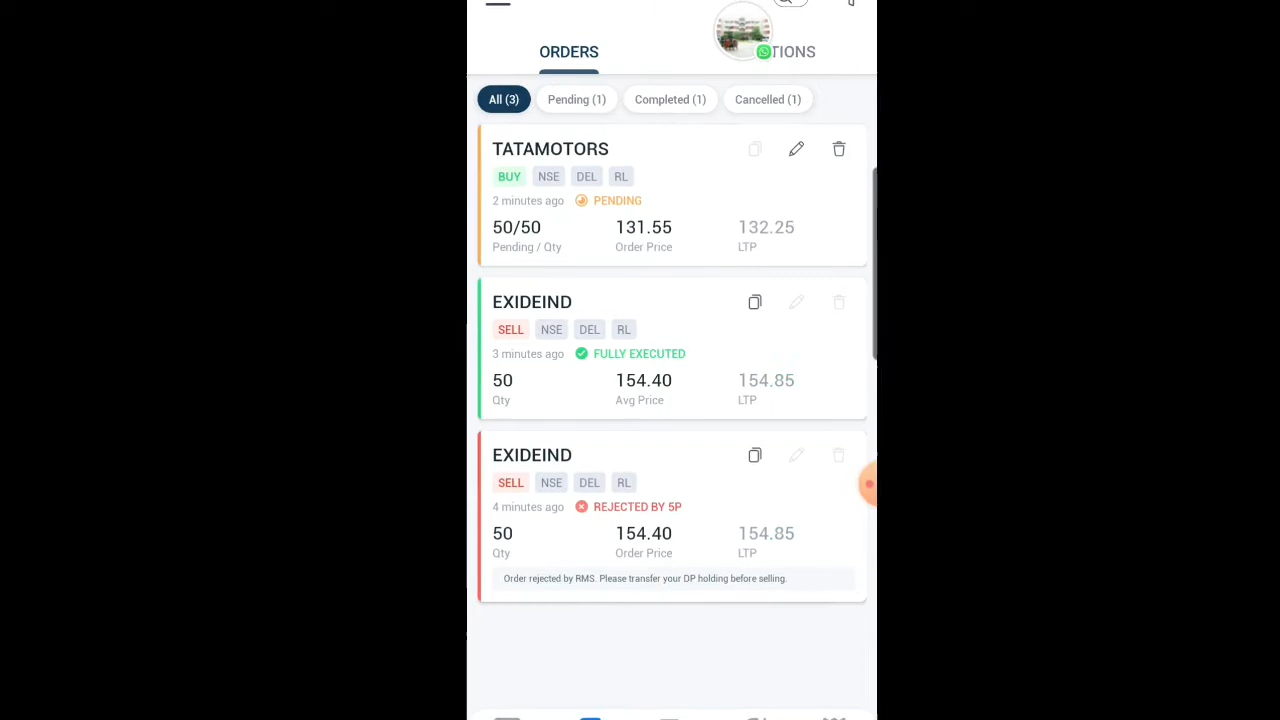 ORDERS TIONS
All (3) Pending (1) Completed (1) Cancelled (1)
TATAMOTORS
BUY NSE DEL RL
2 minutes ago PENDING
50/50 131.55 132.25
Pending / Qty Order Price LTP
EXIDEIND
SELL NSE DEL RL
3 minutes ago FULLY EXECUTED
50 154.40 154.85
Qty Avg Price LTP
EXIDEIND
SELL NSE DEL RL
4 minutes ago REJECTED BY 5P
50 154.40 154.85
Qty Order Price LTP
Order rejected by RMS. Please transfer your DP holding before selling.